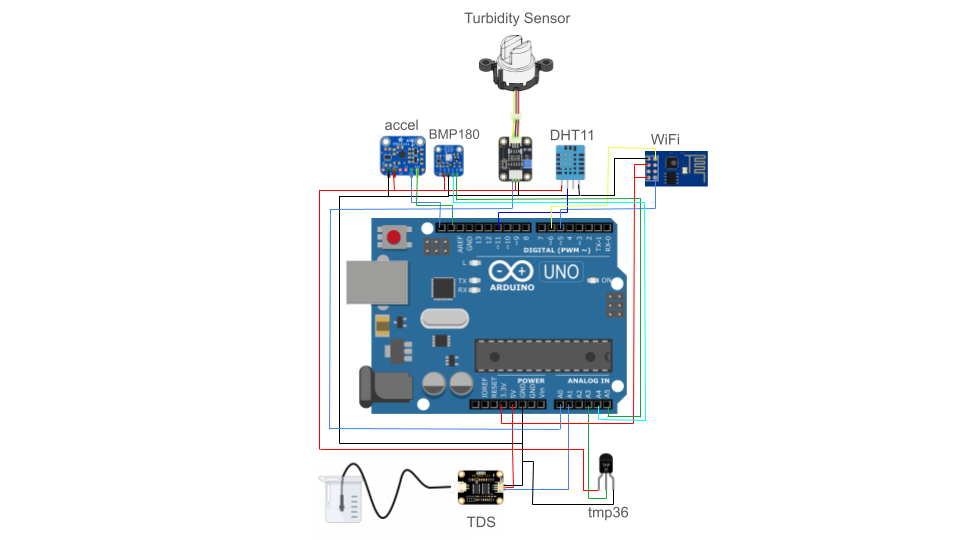 Turbidity Sensor
accel
BMP180
DHT11
WiFi
AREF
GND
13
12
~11
~10
~9
8
7
~6
~5
4
~3
2
TX-1
RX-0
DIGITAL (PWM ~)
L
TX
RX
ARDUINO
UNO
ON
POWER
ANALOG IN
IOREF
RESET
3.3V
5V
GND
GND
Vin
A0
A1
A2
A3
A4
A5
TDS
tmp36